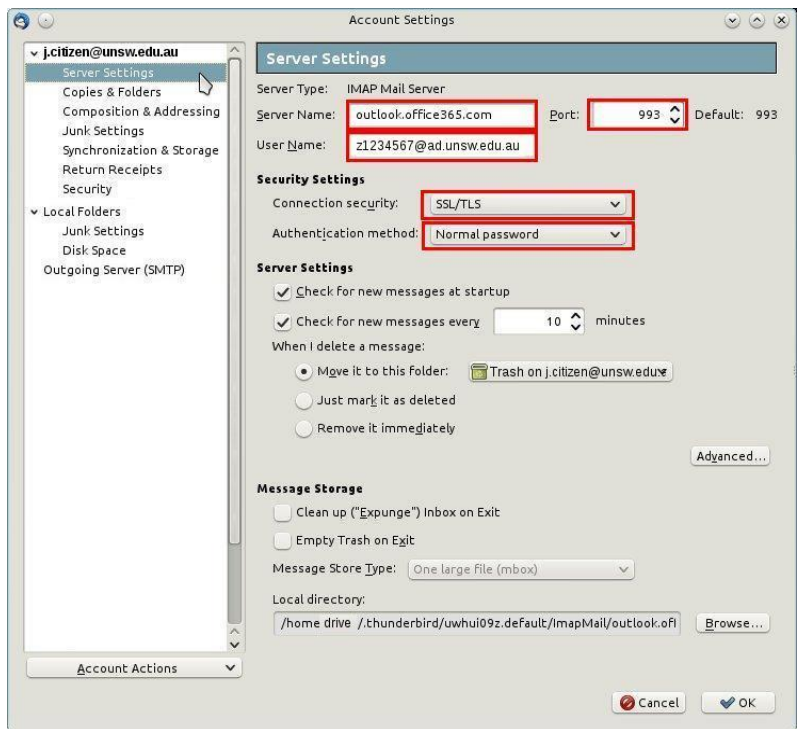 Account Settings
j.citizen@unsw.edu.au
Server Settings
Copies & Folders
Composition & Addressing
Junk Settings
Synchronization & Storage
Return Receipts
Security
Local Folders
Junk Settings
Disk Space
Outgoing Server (SMTP)
Account Actions
Server Settings
Server Type: IMAP Mail Server
Server Name: outlook.office365.com Port: 993 Default: 993
User Name: z1234567@ad.unsw.edu.au
Security Settings
Connection security: SSL/TLS
Authentication method: Normal password
Server Settings
Check for new messages at startup
Check for new messages every 10 minutes
When I delete a message:
Move it to this folder: Trash on j.citizen@unsw.edu
Just mark it as deleted
Remove it immediately
Advanced...
Message Storage
Clean up ("Expunge") Inbox on Exit
Empty Trash on Exit
Message Store Type: One large file (mbox)
Local directory:
/home drive /.thunderbird/uwhui09z.default/ImapMail/outlook.ofl Browse...
Cancel OK